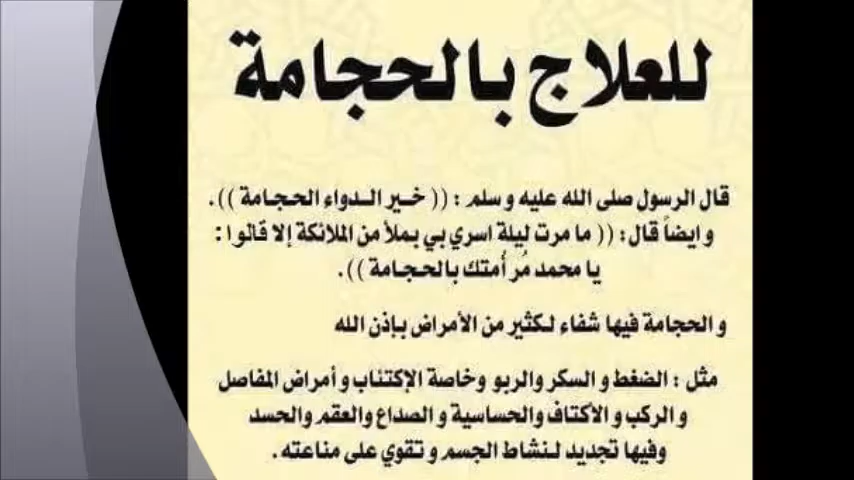 للعلاج بالحجامة
قال الرسول صلى الله عليه و سلم : (( خير الدواء الحجامة )).
و ايضاً قال: (( ما مرت ليلة اسري بي بملأ من الملائكة إلا قالوا :
يا محمد مُر أُمتك بالحجامة )).
و الحجامة فيها شفاء لكثير من الأمراض بإذن الله
مثل : الضغط و السكر والربو وخاصة الإكتئاب و أمراض المفاصل
و الركب و الأكتاف والحساسية و الصداع والعقم والحسد
وفيها تجديد لنشاط الجسم و تقوي على مناعته .